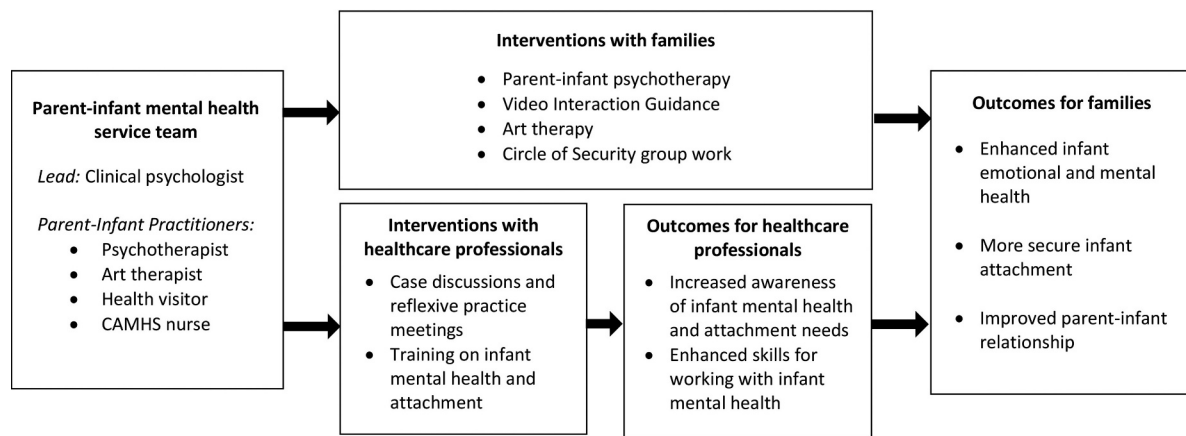 Parent-infant mental health
service team
Lead: Clinical psychologist
Parent-Infant Practitioners:
• Psychotherapist
• Art therapist
• Health visitor
• CAMHS nurse
Interventions with families
• Parent-infant psychotherapy
• Video Interaction Guidance
• Art therapy
• Circle of Security group work
Interventions with
healthcare professionals
• Case discussions and
reflexive practice
meetings
• Training on infant
mental health and
attachment
Outcomes for healthcare
professionals
• Increased awareness
of infant mental health
and attachment needs
• Enhanced skills for
working with infant
mental health
Outcomes for families
• Enhanced infant
emotional and mental
health
• More secure infant
attachment
• Improved parent-infant
relationship